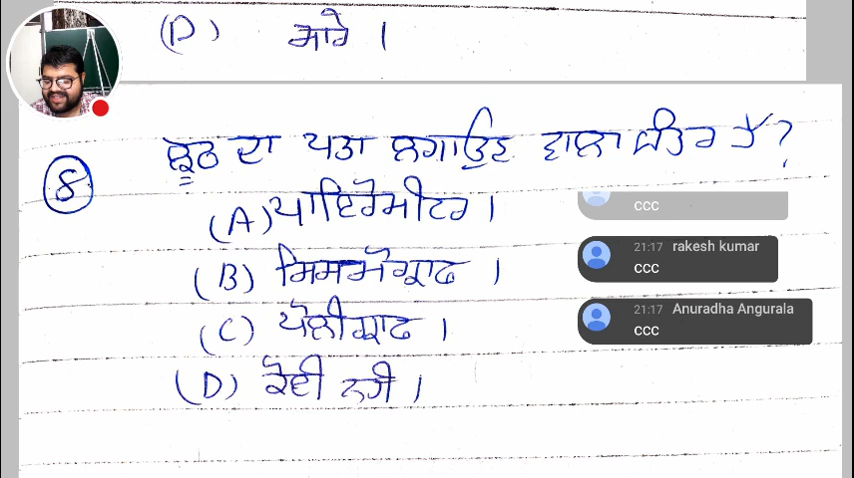 (D) ਸਾਰੇ ।
8 ਝੂਠ ਦਾ ਪਤਾ ਲਗਾਉਣ ਵਾਲਾ ਜੰਤਰ ਹੈ?
(A) ਪਾਇਰੋਮੀਟਰ ।
ccc
21:17 rakesh kumar
(B) ਸਿਸਮੋਗ੍ਰਾਫ ।
ccc
21:17 Anuradha Angurala
(C) ਪੋਲੀਗ੍ਰਾਫ ।
ccc
(D) ਕੋਈ ਨਹੀ ।